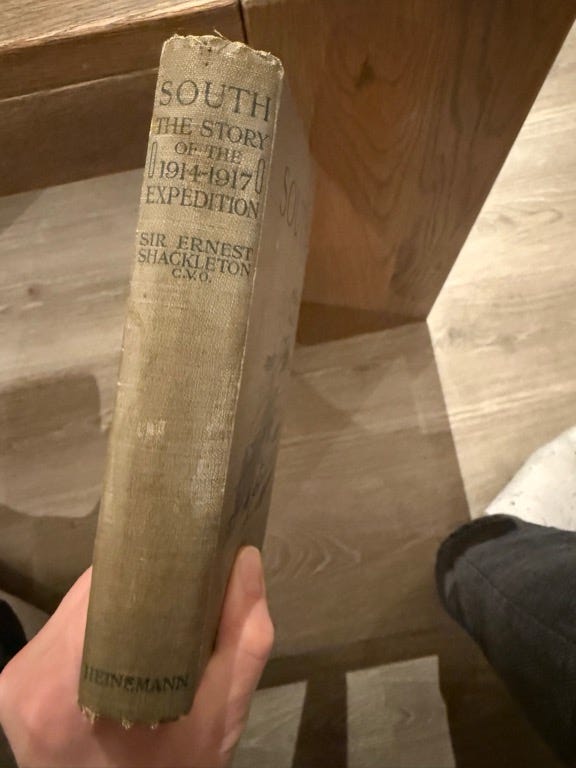 SOUTH
THE STORY
OF THE
1914-1917
EXPEDITION
SIR ERNEST
SHACKLETON
C.V.O.
HEINEMANN